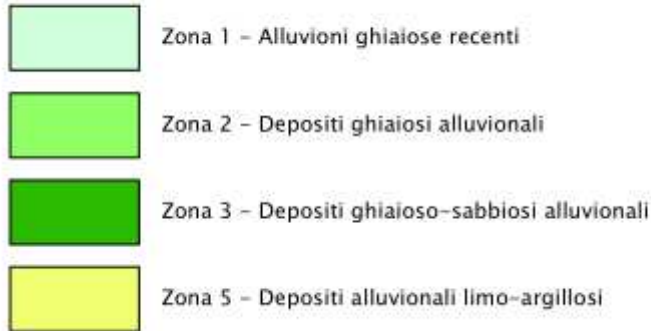 Zona 1 - Alluvioni ghiaiose recenti
Zona 2 - Depositi ghiaiosi alluvionali
Zona 3 - Depositi ghiaioso-sabbiosi alluvionali
Zona 5 - Depositi alluvionali limo-argillosi